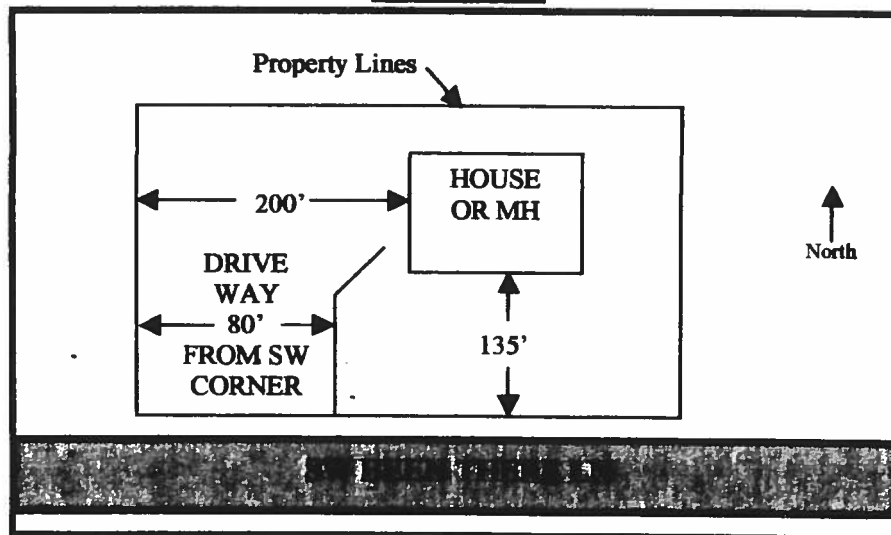 Property Lines
HOUSE
OR MH
200’
North
DRIVE
WAY
80’
FROM SW
CORNER
135’